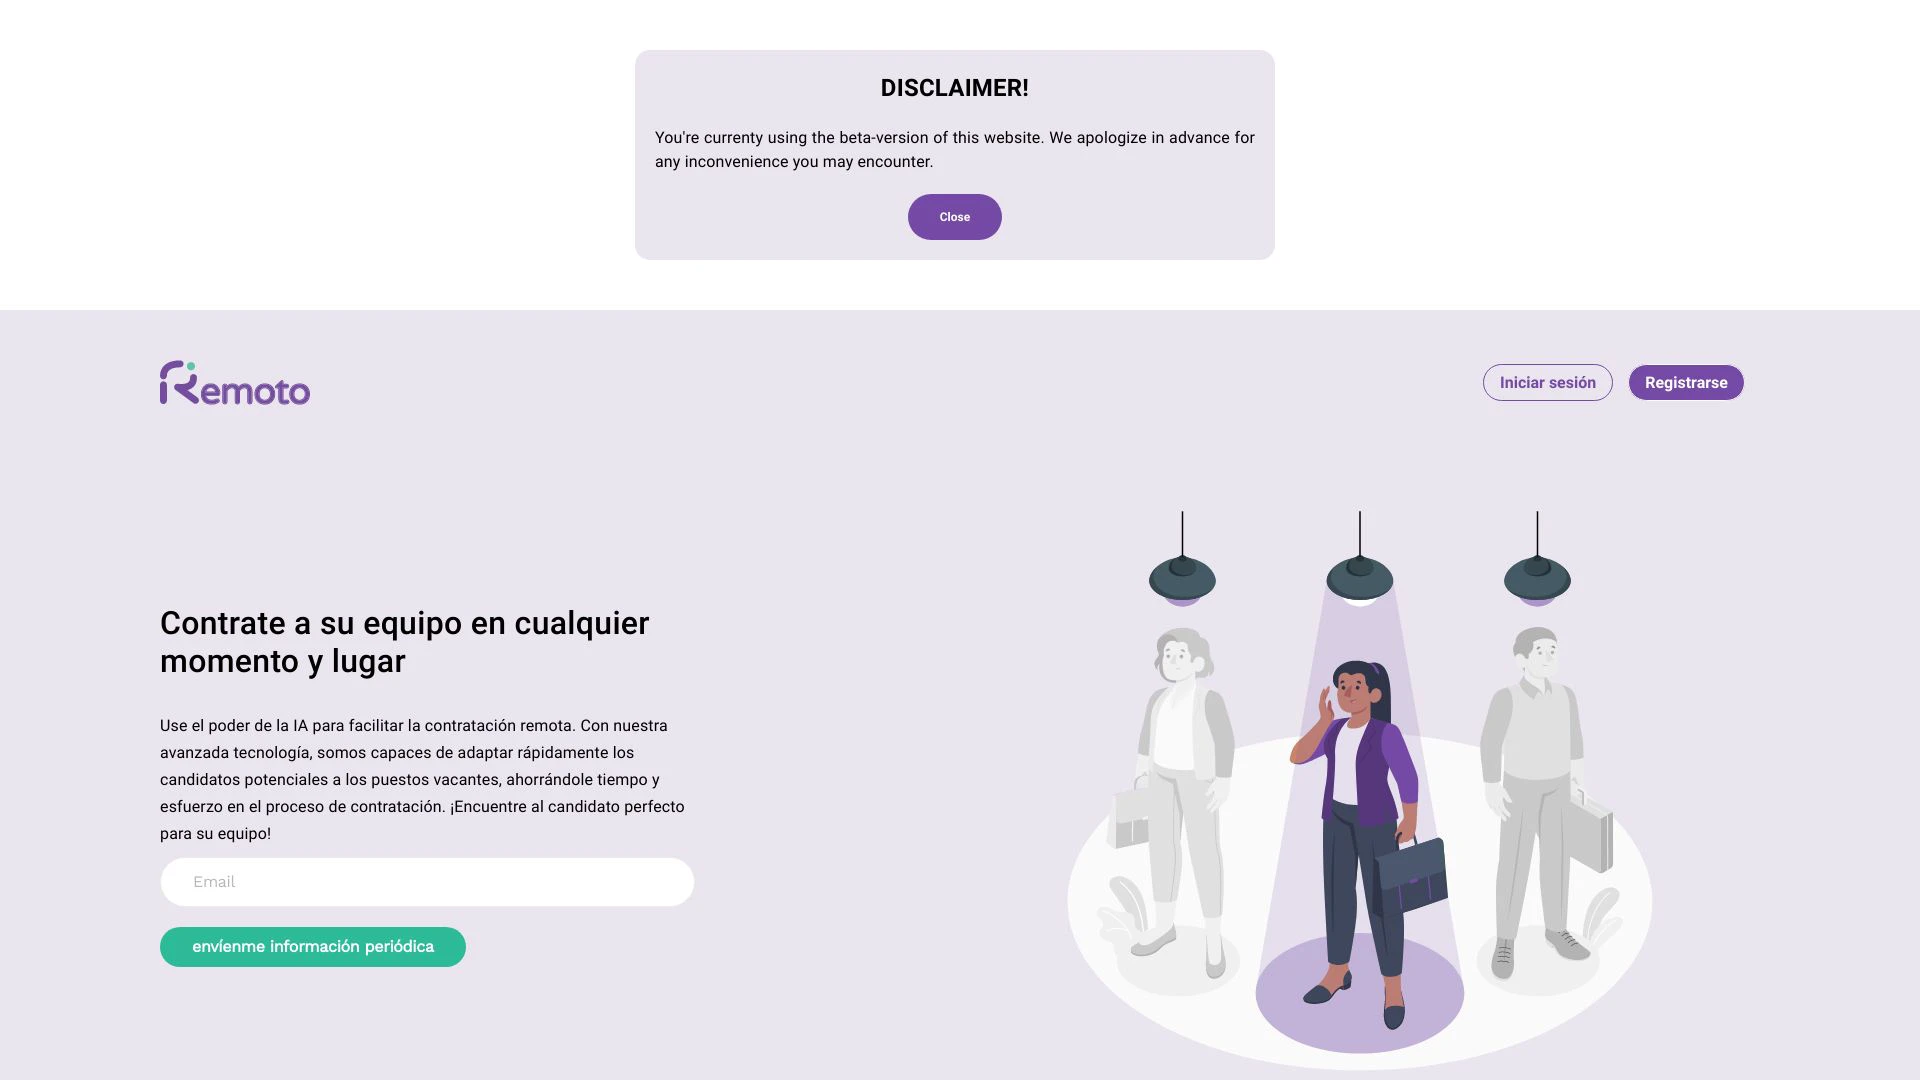 DISCLAIMER!
You're currenty using the beta-version of this website. We apologize in advance for
any inconvenience you may encounter.
Close
Remoto
Iniciar sesión
Registrarse
Contrate a su equipo en cualquier
momento y lugar
Use el poder de la IA para facilitar la contratación remota. Con nuestra
avanzada tecnología, somos capaces de adaptar rápidamente los
candidatos potenciales a los puestos vacantes, ahorrándole tiempo y
esfuerzo en el proceso de contratación. ¡Encuentre al candidato perfecto
para su equipo!
Email
envíenme información periódica